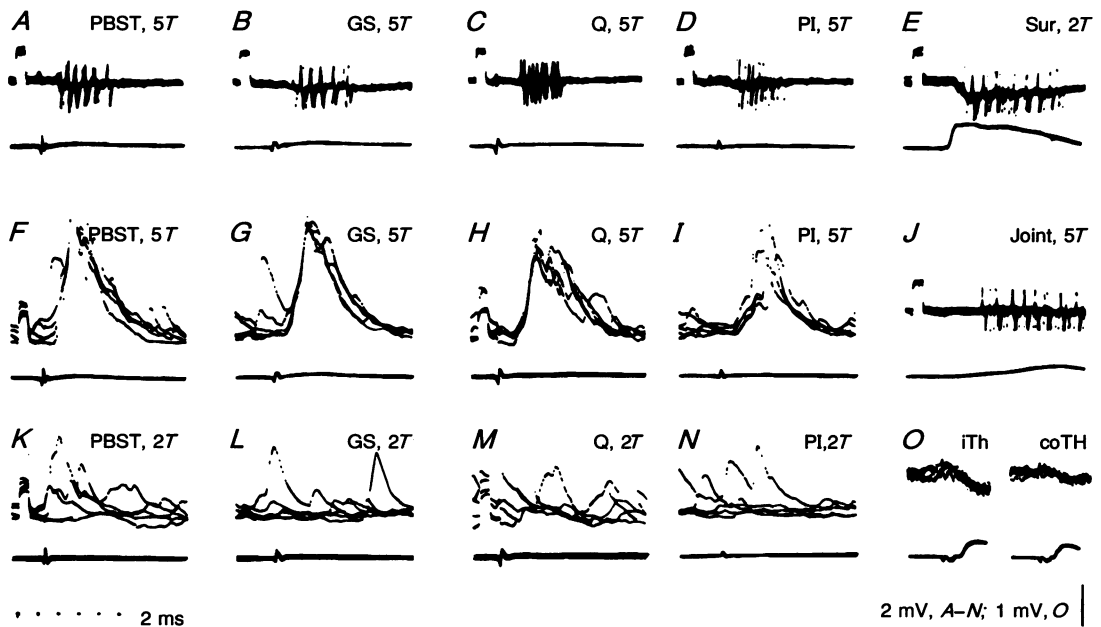 A PBST, 5T
B GS, 5T
C Q, 5T
D PI, 5T
E Sur, 2T
F PBST, 5T
G GS, 5T
H Q, 5T
I PI, 5T
J Joint, 5T
K PBST, 2T
L GS, 2T
M Q, 2T
N PI,2T
O iTh coTH
2 ms
2 mV, A–N; 1 mV, O